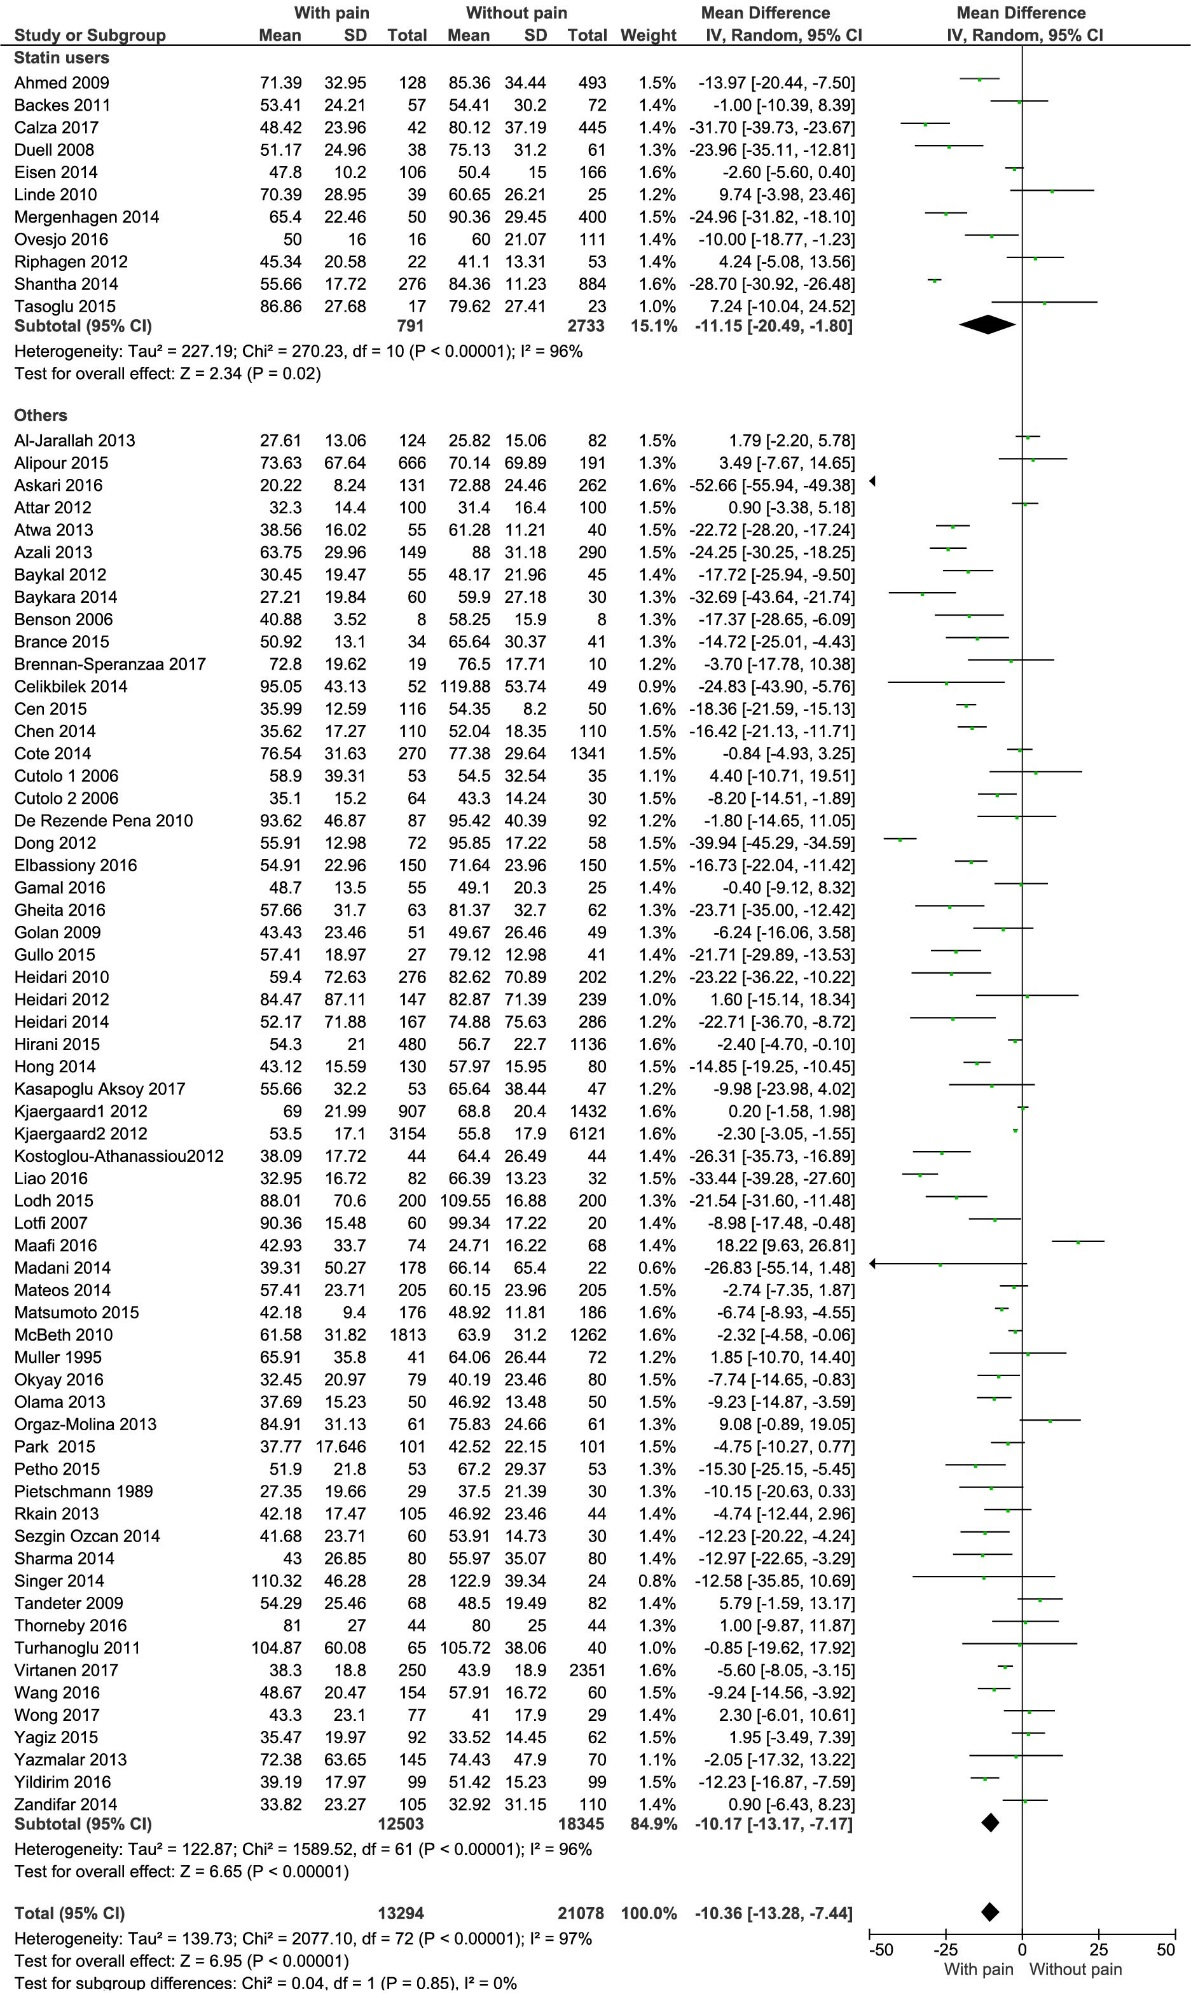 With pain Without pain Mean Difference Mean Difference
Study or Subgroup Mean SD Total Mean SD Total Weight IV, Random, 95% CI IV, Random, 95% CI
Statin users
Ahmed 2009 71.39 32.95 128 85.36 34.44 493 1.5% -13.97 [-20.44, -7.50]
Backes 2011 53.41 24.21 57 54.41 30.2 72 1.4% -1.00 [-10.39, 8.39]
Calza 2017 48.42 23.96 42 80.12 37.19 445 1.4% -31.70 [-39.73, -23.67]
Duell 2008 51.17 24.96 38 75.13 31.2 61 1.3% -23.96 [-35.11, -12.81]
Eisen 2014 47.8 10.2 106 50.4 15 166 1.6% -2.60 [-5.60, 0.40]
Linde 2010 70.39 28.95 39 60.65 26.21 25 1.2% 9.74 [-3.98, 23.46]
Mergenhagen 2014 65.4 22.46 50 90.36 29.45 400 1.5% -24.96 [-31.82, -18.10]
Ovesjo 2016 50 16 16 60 21.07 111 1.4% -10.00 [-18.77, -1.23]
Riphagen 2012 45.34 20.58 22 41.1 13.31 53 1.4% 4.24 [-5.08, 13.56]
Shantha 2014 55.66 17.72 276 84.36 11.23 884 1.6% -28.70 [-30.92, -26.48]
Tasoglu 2015 86.86 27.68 17 79.62 27.41 23 1.0% 7.24 [-10.04, 24.52]
Subtotal (95% CI) 791 2733 15.1% -11.15 [-20.49, -1.80]
Heterogeneity: Tau² = 227.19; Chi² = 270.23, df = 10 (P < 0.00001); I² = 96%
Test for overall effect: Z = 2.34 (P = 0.02)
Others
Al-Jarallah 2013 27.61 13.06 124 25.82 15.06 82 1.5% 1.79 [-2.20, 5.78]
Alipour 2015 73.63 67.64 666 70.14 69.89 191 1.3% 3.49 [-7.67, 14.65]
Askari 2016 20.22 8.24 131 72.88 24.46 262 1.6% -52.66 [-55.94, -49.38]
Attar 2012 32.3 14.4 100 31.4 16.4 100 1.5% 0.90 [-3.38, 5.18]
Atwa 2013 38.56 16.02 55 61.28 11.21 40 1.5% -22.72 [-28.20, -17.24]
Azali 2013 63.75 29.96 149 88 31.18 290 1.5% -24.25 [-30.25, -18.25]
Baykal 2012 30.45 19.47 55 48.17 21.96 45 1.4% -17.72 [-25.94, -9.50]
Baykara 2014 27.21 19.84 60 59.9 27.18 30 1.3% -32.69 [-43.64, -21.74]
Benson 2006 40.88 3.52 8 58.25 15.9 8 1.3% -17.37 [-28.65, -6.09]
Brance 2015 50.92 13.1 34 65.64 30.37 41 1.3% -14.72 [-25.01, -4.43]
Brennan-Speranzaa 2017 72.8 19.62 19 76.5 17.71 10 1.2% -3.70 [-17.78, 10.38]
Celikbilek 2014 95.05 43.13 52 119.88 53.74 49 0.9% -24.83 [-43.90, -5.76]
Cen 2015 35.99 12.59 116 54.35 8.2 50 1.6% -18.36 [-21.59, -15.13]
Chen 2014 35.62 17.27 110 52.04 18.35 110 1.5% -16.42 [-21.13, -11.71]
Cote 2014 76.54 31.63 270 77.38 29.64 1341 1.5% -0.84 [-4.93, 3.25]
Cutolo 1 2006 58.9 39.31 53 54.5 32.54 35 1.1% 4.40 [-10.71, 19.51]
Cutolo 2 2006 35.1 15.2 64 43.3 14.24 30 1.5% -8.20 [-14.51, -1.89]
De Rezende Pena 2010 93.62 46.87 87 95.42 40.39 92 1.2% -1.80 [-14.65, 11.05]
Dong 2012 55.91 12.98 72 95.85 17.22 58 1.5% -39.94 [-45.29, -34.59]
Elbassiony 2016 54.91 22.96 150 71.64 23.96 150 1.5% -16.73 [-22.04, -11.42]
Gamal 2016 48.7 13.5 55 49.1 20.3 25 1.4% -0.40 [-9.12, 8.32]
Gheita 2016 57.66 31.7 63 81.37 32.7 62 1.3% -23.71 [-35.00, -12.42]
Golan 2009 43.43 23.46 51 49.67 26.46 49 1.3% -6.24 [-16.06, 3.58]
Gullo 2015 57.41 18.97 27 79.12 12.98 41 1.4% -21.71 [-29.89, -13.53]
Heidari 2010 59.4 72.63 276 82.62 70.89 202 1.2% -23.22 [-36.22, -10.22]
Heidari 2012 84.47 87.11 147 82.87 71.39 239 1.0% 1.60 [-15.14, 18.34]
Heidari 2014 52.17 71.88 167 74.88 75.63 286 1.2% -22.71 [-36.70, -8.72]
Hirani 2015 54.3 21 480 56.7 22.7 1136 1.6% -2.40 [-4.70, -0.10]
Hong 2014 43.12 15.59 130 57.97 15.95 80 1.5% -14.85 [-19.25, -10.45]
Kasapoglu Aksoy 2017 55.66 32.2 53 65.64 38.44 47 1.2% -9.98 [-23.98, 4.02]
Kjaergaard1 2012 69 21.99 907 68.8 20.4 1432 1.6% 0.20 [-1.58, 1.98]
Kjaergaard2 2012 53.5 17.1 3154 55.8 17.9 6121 1.6% -2.30 [-3.05, -1.55]
Kostoglou-Athanassiou2012 38.09 17.72 44 64.4 26.49 44 1.3% -26.31 [-35.73, -16.89]
Liao 2016 32.95 16.72 82 66.39 13.23 32 1.5% -33.44 [-39.28, -27.60]
Lodh 2015 88.01 70.6 200 109.55 16.88 200 1.3% -21.54 [-31.60, -11.48]
Lotfi 2007 90.36 15.48 60 99.34 17.22 20 1.4% -8.98 [-17.48, -0.48]
Maafi 2016 42.93 33.7 74 24.71 16.22 68 1.4% 18.22 [9.63, 26.81]
Madani 2014 39.31 50.27 178 66.14 65.4 22 0.6% -26.83 [-55.14, 1.48]
Mateos 2014 57.41 23.71 205 60.15 23.96 205 1.5% -2.74 [-7.35, 1.87]
Matsumoto 2015 42.18 9.4 176 48.92 11.81 186 1.6% -6.74 [-8.93, -4.55]
McBeth 2010 61.58 31.82 1813 63.9 31.2 1262 1.6% -2.32 [-4.58, -0.06]
Muller 1995 65.91 35.8 41 64.06 26.44 72 1.2% 1.85 [-10.70, 14.40]
Okyay 2016 32.45 20.97 79 40.19 23.46 80 1.5% -7.74 [-14.65, -0.83]
Olama 2013 37.69 15.23 50 46.92 13.48 50 1.5% -9.23 [-14.87, -3.59]
Orgaz-Molina 2013 84.91 31.13 61 75.83 24.66 61 1.3% 9.08 [-0.89, 19.05]
Park 2015 37.77 17.646 101 42.52 22.15 101 1.5% -4.75 [-10.27, 0.77]
Petho 2015 51.9 21.8 53 67.2 29.37 53 1.3% -15.30 [-25.15, -5.45]
Pietschmann 1989 27.35 19.66 29 37.5 21.39 30 1.3% -10.15 [-20.63, 0.33]
Rkain 2013 42.18 17.47 105 46.92 23.46 44 1.4% -4.74 [-12.44, 2.96]
Sezgin Ozcan 2014 41.68 23.71 60 53.91 14.73 30 1.4% -12.23 [-20.22, -4.24]
Sharma 2014 43 26.85 80 55.97 35.07 80 1.4% -12.97 [-22.65, -3.29]
Singer 2014 110.32 46.28 28 122.9 39.34 24 0.8% -12.58 [-35.85, 10.69]
Tandeter 2009 54.29 25.46 68 48.5 19.49 82 1.4% 5.79 [-1.59, 13.17]
Thorneby 2016 81 27 44 80 25 44 1.3% 1.00 [-9.87, 11.87]
Turhanoglu 2011 104.87 60.08 65 105.72 38.06 40 1.0% -0.85 [-19.62, 17.92]
Virtanen 2017 38.3 18.8 250 43.9 18.9 2351 1.6% -5.60 [-8.05, -3.15]
Wang 2016 48.67 20.47 154 57.91 16.72 60 1.5% -9.24 [-14.56, -3.92]
Wong 2017 43.3 23.1 77 41 17.9 29 1.4% 2.30 [-6.01, 10.61]
Yagiz 2015 35.47 19.97 92 33.52 14.45 62 1.5% 1.95 [-3.49, 7.39]
Yazmalar 2013 72.38 63.65 145 74.43 47.9 70 1.1% -2.05 [-17.32, 13.22]
Yildirim 2016 39.19 17.97 99 51.42 15.23 99 1.5% -12.23 [-16.87, -7.59]
Zandifar 2014 33.82 23.27 105 32.92 31.15 110 1.4% 0.90 [-6.43, 8.23]
Subtotal (95% CI) 12503 18345 84.9% -10.17 [-13.17, -7.17]
Heterogeneity: Tau² = 122.87; Chi² = 1589.52, df = 61 (P < 0.00001); I² = 96%
Test for overall effect: Z = 6.65 (P < 0.00001)
Total (95% CI) 13294 21078 100.0% -10.36 [-13.28, -7.44]
Heterogeneity: Tau² = 139.73; Chi² = 2077.10, df = 72 (P < 0.00001); I² = 97%
Test for overall effect: Z = 6.95 (P < 0.00001)
Test for subgroup differences: Chi² = 0.04, df = 1 (P = 0.85), I² = 0%
-50 -25 0 25 50
With pain Without pain